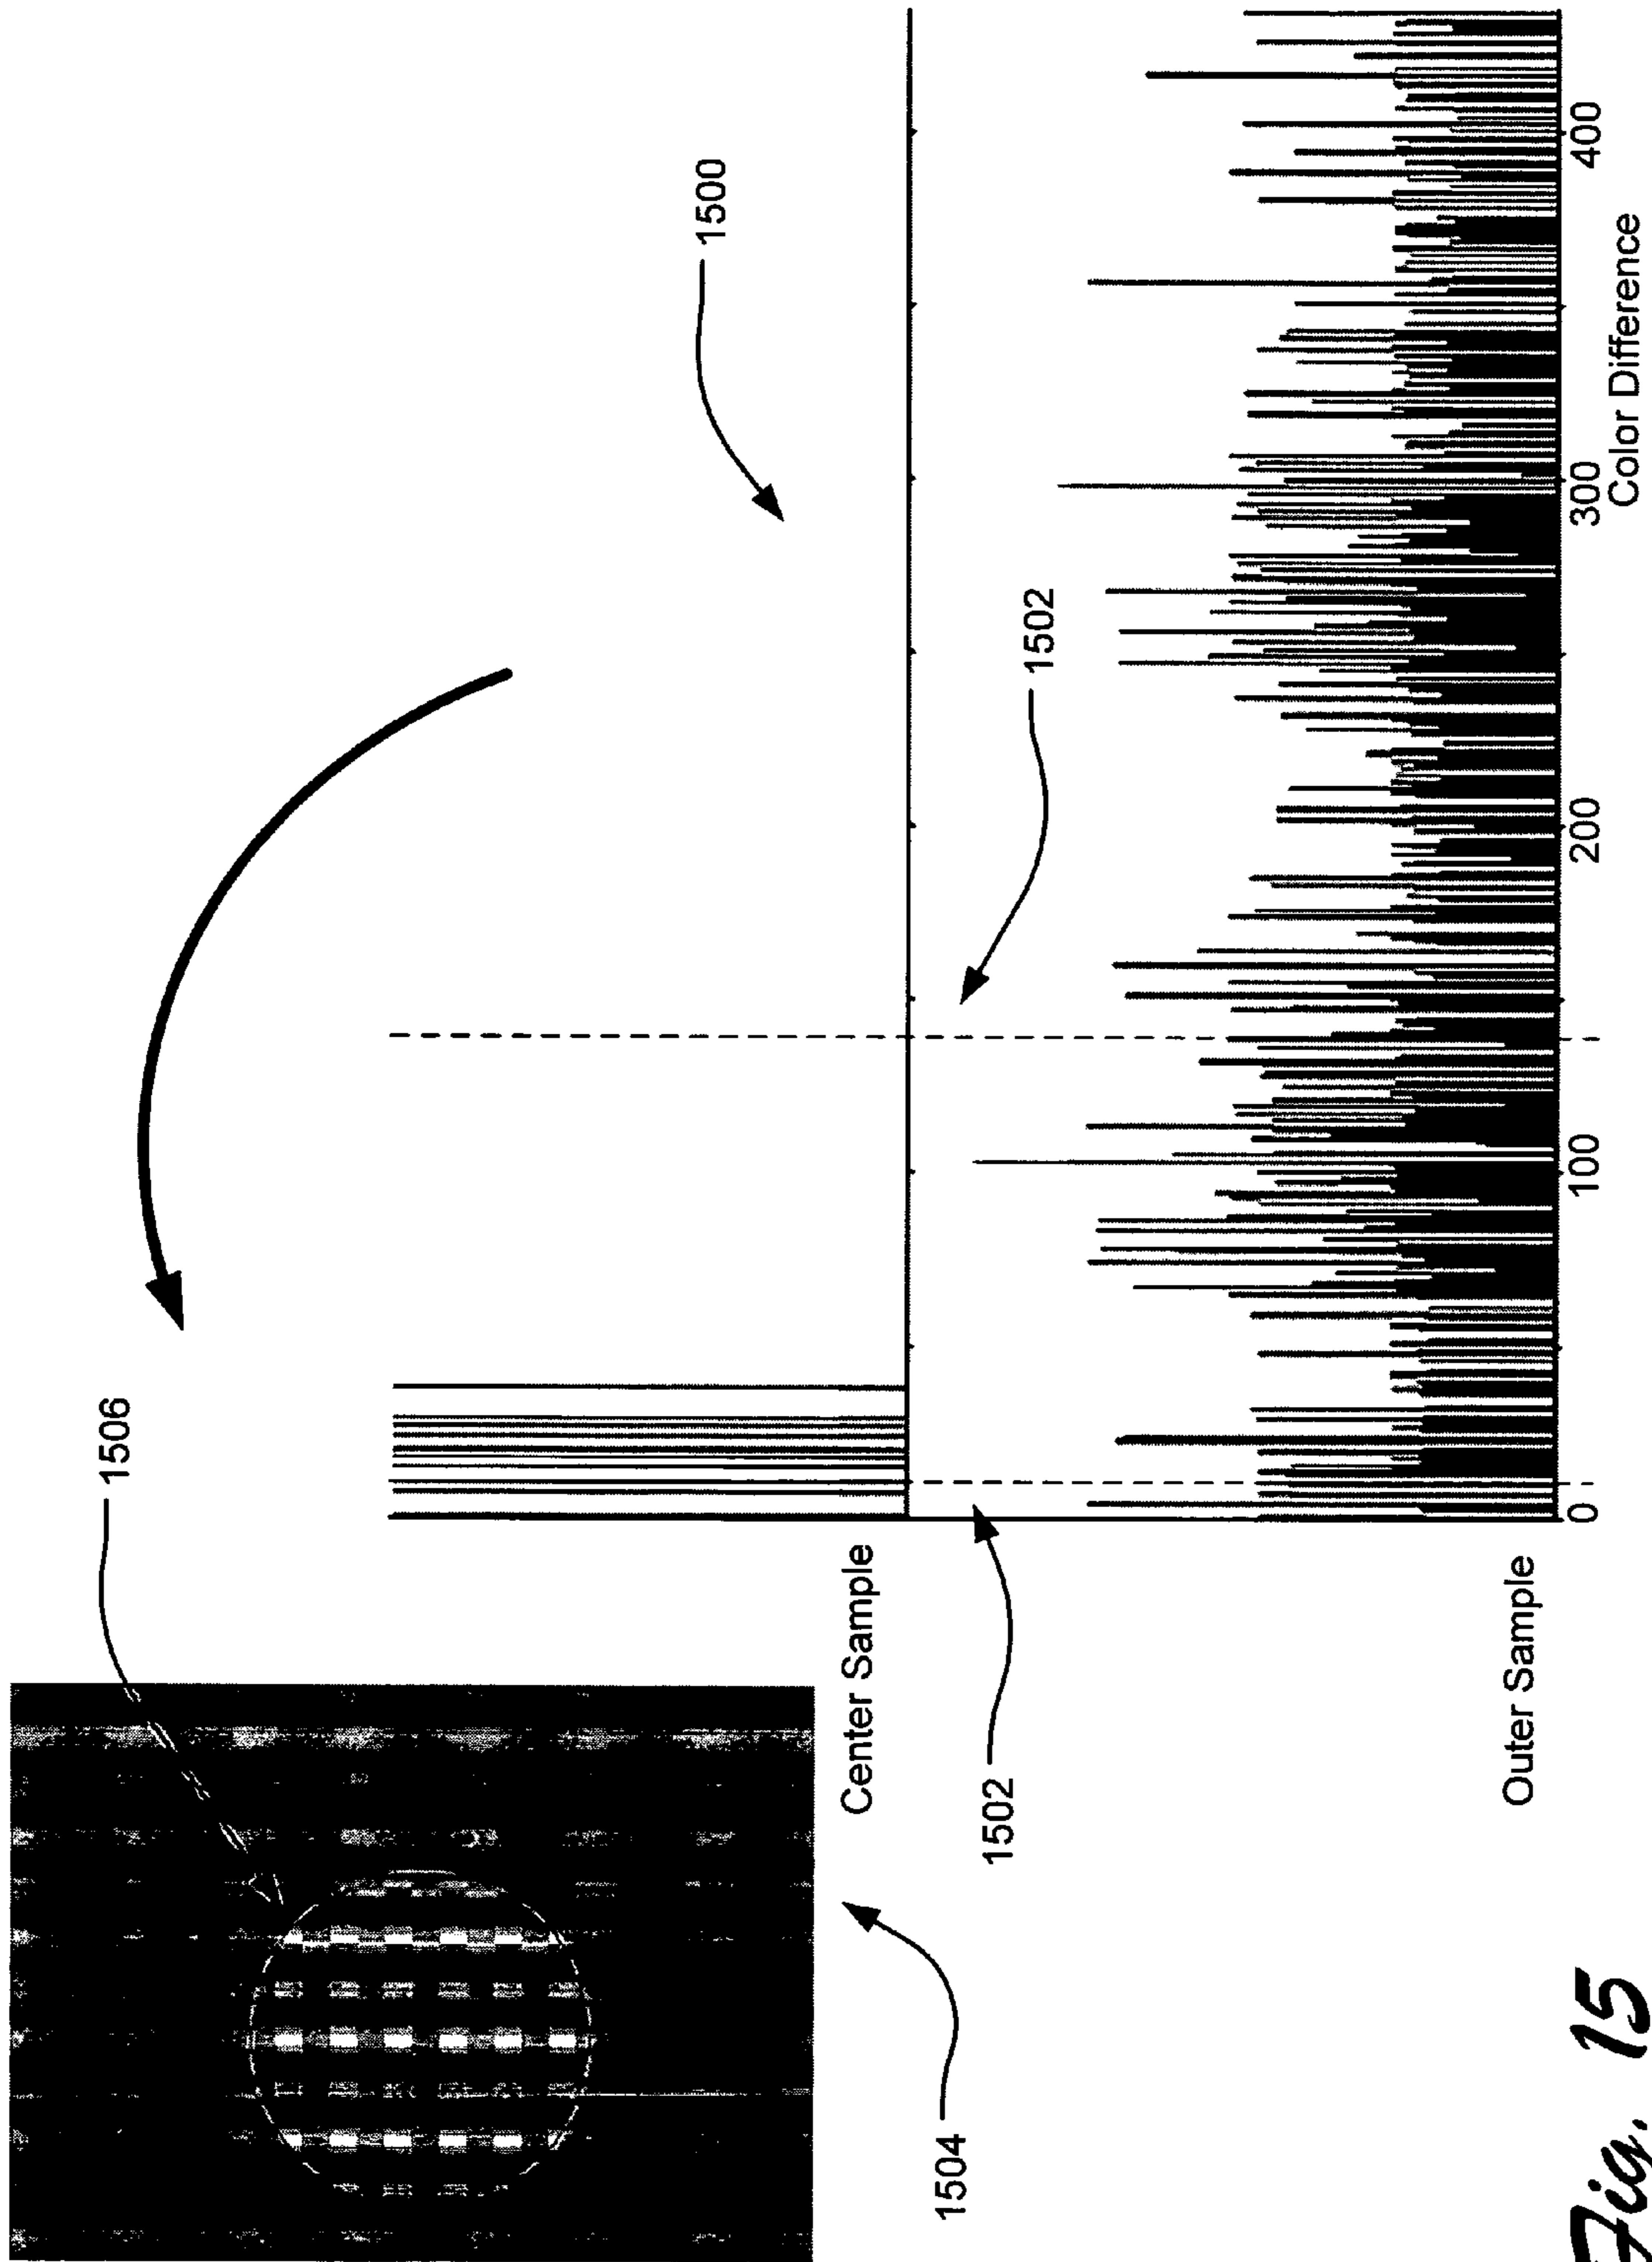 1506
1500
Center Sample
1502
1502
1504
Outer Sample
0
100
200
300
400
Color Difference
Fig. 15